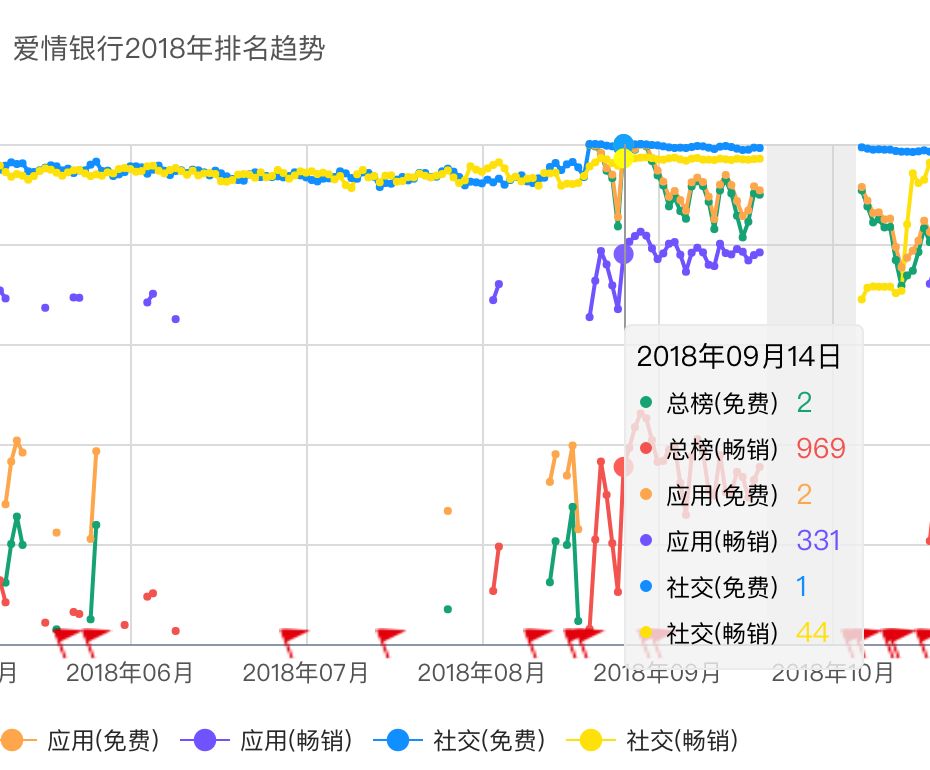 爱情银行2018年排名趋势
2018年09月14日
总榜(免费) 2
总榜(畅销) 969
应用(免费) 2
应用(畅销) 331
社交(免费) 1
社交(畅销) 44
月 2018年06月 2018年07月 2018年08月 2018年09月 2018年10月
应用(免费) 应用(畅销) 社交(免费) 社交(畅销)